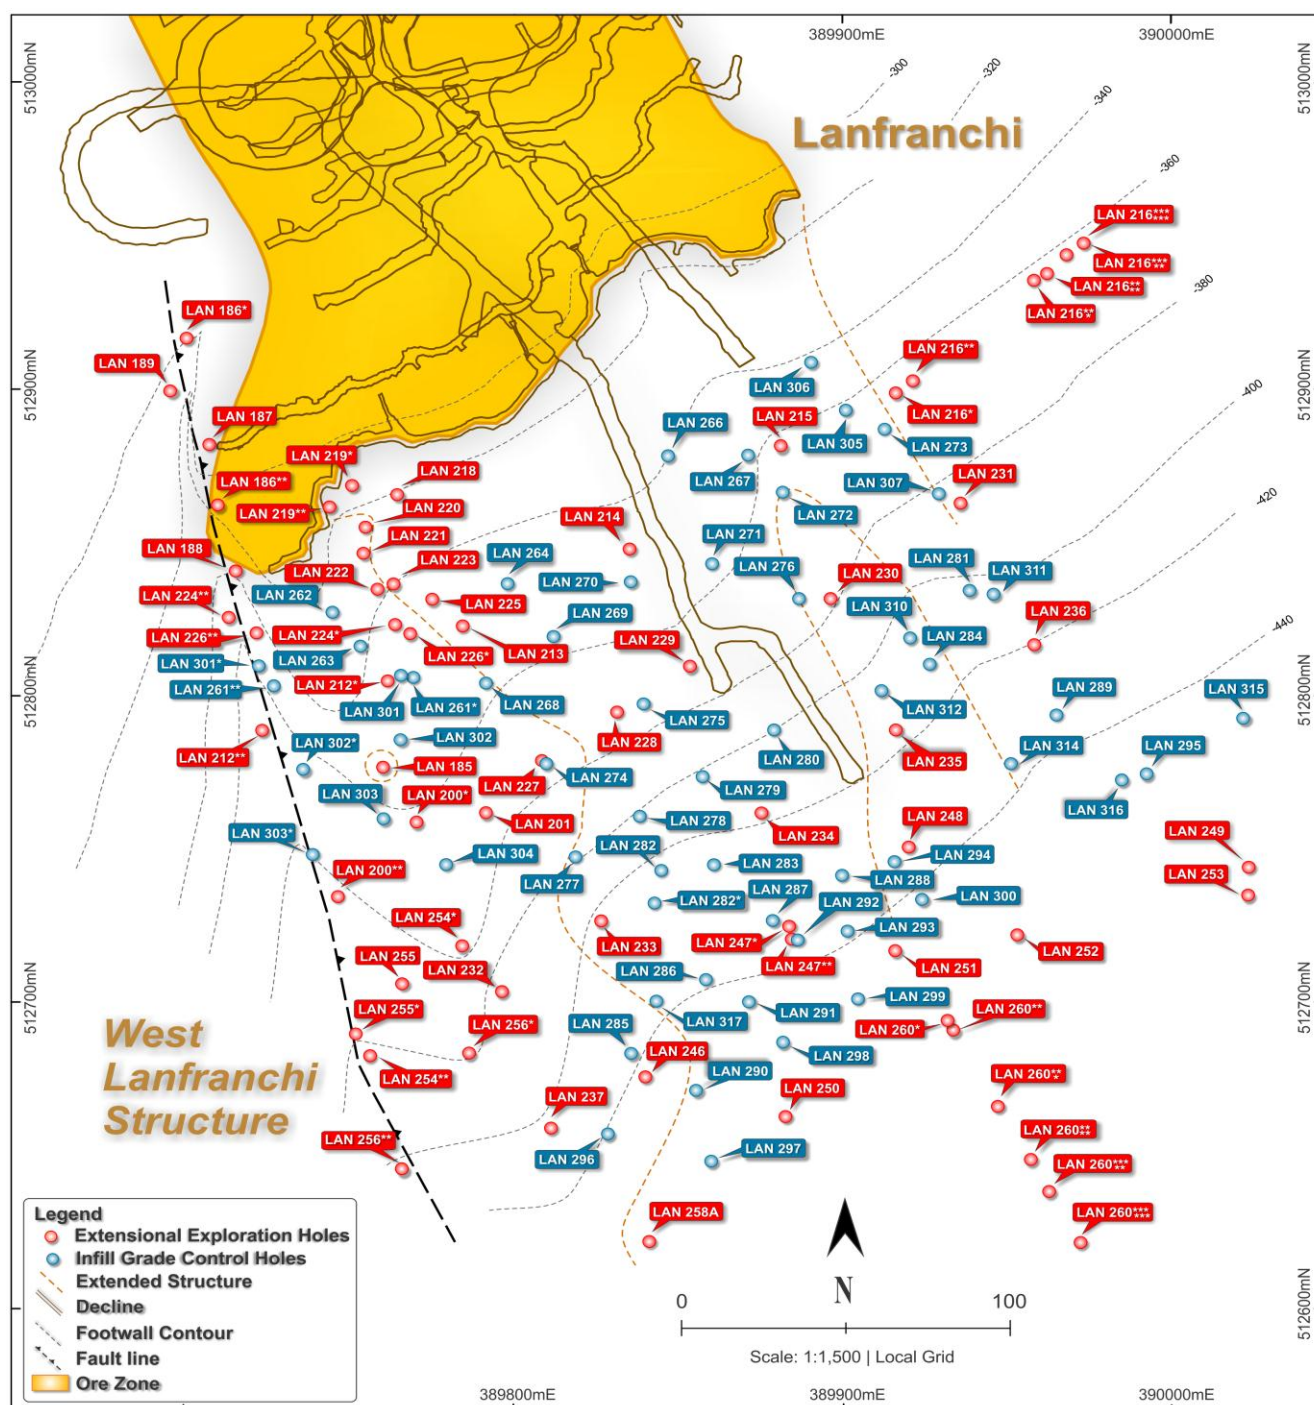 389900mE
390000mE
513000mN
513000mN
-300
-320
-340
-360
-380
-400
-420
-440
Lanfranchi
LAN 216******
LAN 216*****
LAN 216****
LAN 216***
LAN 186*
LAN 189
LAN 216**
LAN 306
512900mN
512900mN
LAN 187
LAN 266
LAN 215
LAN 216*
LAN 305
LAN 273
LAN 219*
LAN 218
LAN 267
LAN 307
LAN 231
LAN 186**
LAN 219**
LAN 220
LAN 214
LAN 272
LAN 221
LAN 271
LAN 188
LAN 222
LAN 223
LAN 264
LAN 270
LAN 276
LAN 230
LAN 281
LAN 311
LAN 224**
LAN 262
LAN 225
LAN 269
LAN 310
LAN 236
LAN 226**
LAN 224*
LAN 229
LAN 284
LAN 301*
LAN 263
LAN 226*
LAN 213
LAN 261**
LAN 212*
LAN 289
LAN 315
512800mN
512800mN
LAN 301
LAN 261*
LAN 268
LAN 275
LAN 312
LAN 302*
LAN 302
LAN 228
LAN 314
LAN 295
LAN 212**
LAN 280
LAN 235
LAN 185
LAN 274
LAN 227
LAN 303
LAN 279
LAN 200*
LAN 316
LAN 201
LAN 278
LAN 234
LAN 248
LAN 249
LAN 303*
LAN 282
LAN 304
LAN 283
LAN 294
LAN 200**
LAN 277
LAN 288
LAN 253
LAN 287
LAN 292
LAN 300
LAN 282*
LAN 254*
LAN 233
LAN 247*
LAN 293
LAN 255
LAN 232
LAN 247**
LAN 251
LAN 252
LAN 286
512700mN
512700mN
LAN 299
LAN 255*
LAN 256*
LAN 285
LAN 317
LAN 291
LAN 260*
LAN 260**
West
Lanfranchi
Structure
LAN 246
LAN 298
LAN 254**
LAN 290
LAN 260***
LAN 237
LAN 250
LAN 256**
LAN 296
LAN 297
LAN 260****
LAN 260*****
LAN 258A
LAN 260******
Legend
Extensional Exploration Holes
Infill Grade Control Holes
Extended Structure
Decline
Footwall Contour
Fault line
Ore Zone
N
0
100
Scale: 1:1,500 | Local Grid
512600mN
389800mE
389900mE
390000mE